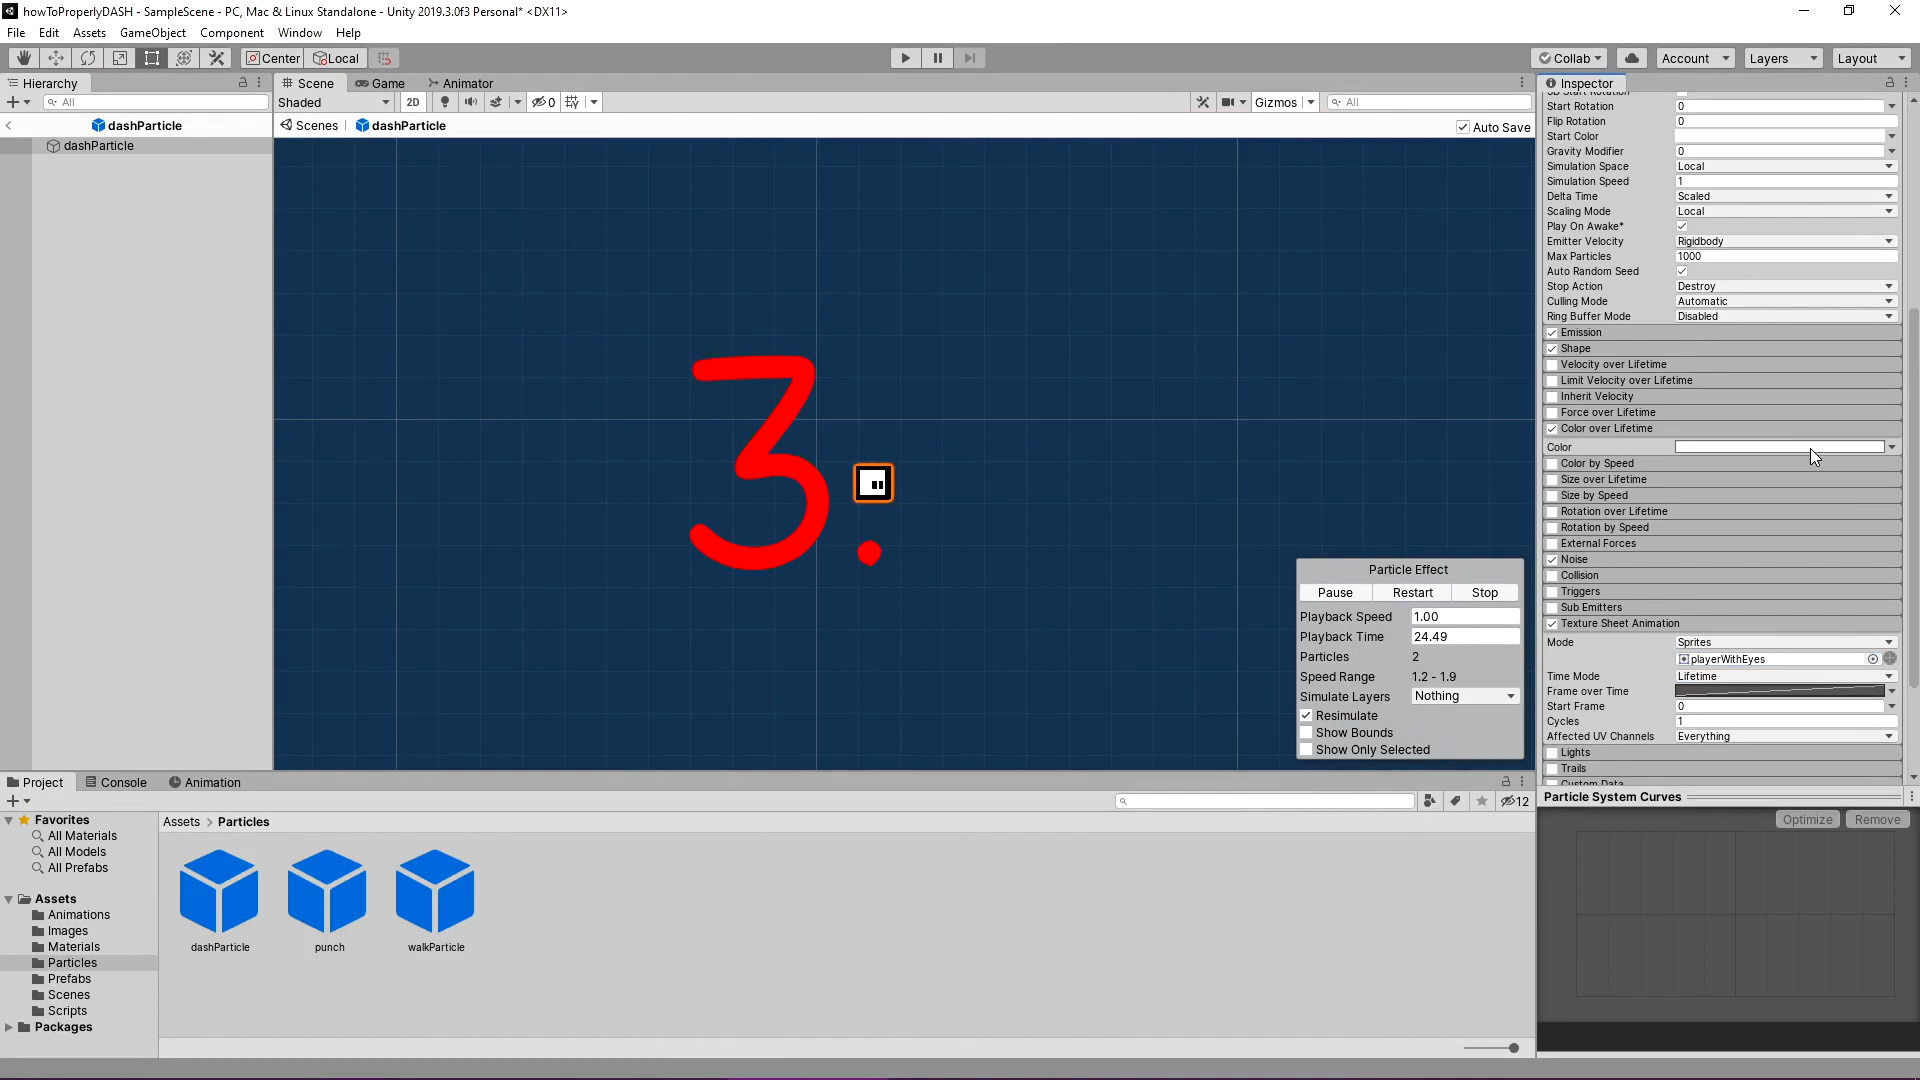 howToProperlyDASH - SampleScene - PC, Mac & Linux Standalone - Unity 2019.3.0f3 Personal* <DX11>
File Edit Assets GameObject Component Window Help
Center Local Collab Account Layers Layout
Hierarchy
All
dashParticle
dashParticle
Scene Game Animator
Shaded 2D 0 Gizmos All
Scenes dashParticle Auto Save
3.
Particle Effect
Pause Restart Stop
Playback Speed 1.00
Playback Time 24.49
Particles 2
Speed Range 1.2 - 1.9
Simulate Layers Nothing
Resimulate
Show Bounds
Show Only Selected
Inspector
Start Rotation 0
Flip Rotation 0
Start Color
Gravity Modifier 0
Simulation Space Local
Simulation Speed 1
Delta Time Scaled
Scaling Mode Local
Play On Awake*
Emitter Velocity Rigidbody
Max Particles 1000
Auto Random Seed
Stop Action Destroy
Culling Mode Automatic
Ring Buffer Mode Disabled
Emission
Shape
Velocity over Lifetime
Limit Velocity over Lifetime
Inherit Velocity
Force over Lifetime
Color over Lifetime
Color
Color by Speed
Size over Lifetime
Size by Speed
Rotation over Lifetime
Rotation by Speed
External Forces
Noise
Collision
Triggers
Sub Emitters
Texture Sheet Animation
Mode Sprites
playerWithEyes
Time Mode Lifetime
Frame over Time
Start Frame 0
Cycles 1
Affected UV Channels Everything
Lights
Trails
Particle System Curves
Optimize Remove
Project Console Animation
12
Favorites
All Materials
All Models
All Prefabs
Assets
Animations
Images
Materials
Particles
Prefabs
Scenes
Scripts
Packages
Assets > Particles
dashParticle punch walkParticle